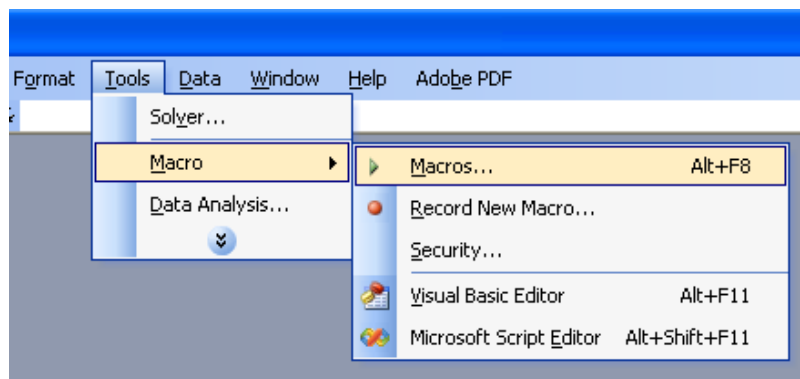 Format Tools Data Window Help Adobe PDF
Solver...
Macro
Macros... Alt+F8
Data Analysis...
Record New Macro...
Security...
Visual Basic Editor Alt+F11
Microsoft Script Editor Alt+Shift+F11